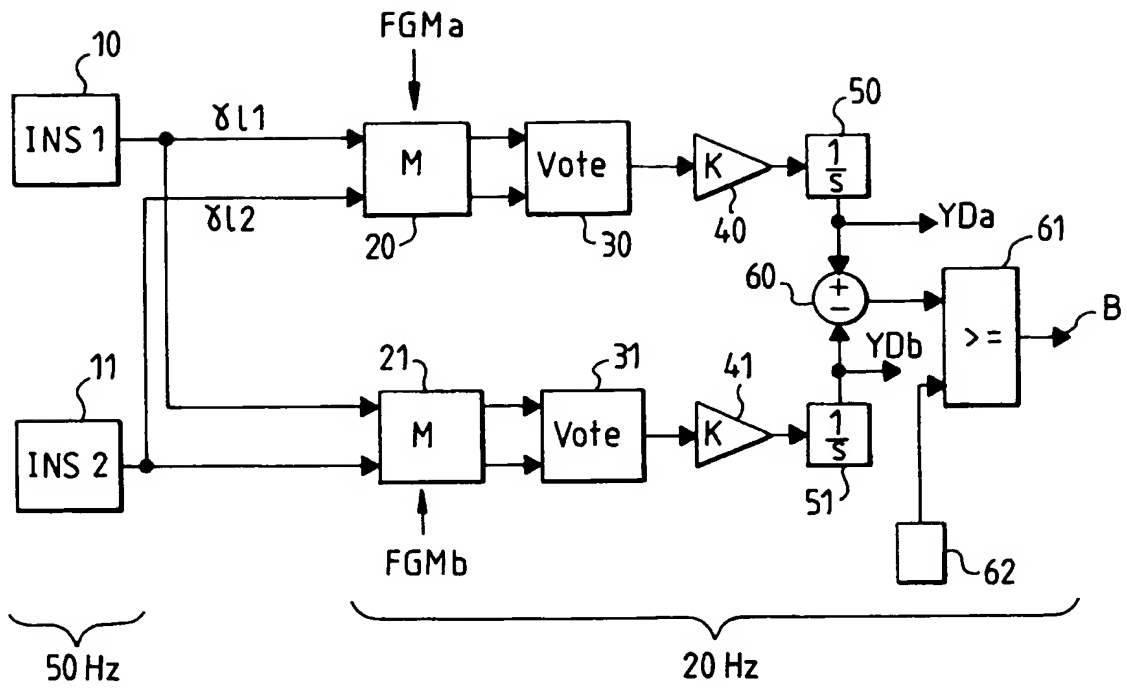 FGMa
10
INS 1
γl1
M
20
Vote
30
K
40
50
1
s
YDa
γl2
60
+
−
61
>=
B
YDb
11
INS 2
21
M
FGMb
31
Vote
41
K
1
s
51
62
50 Hz
20 Hz